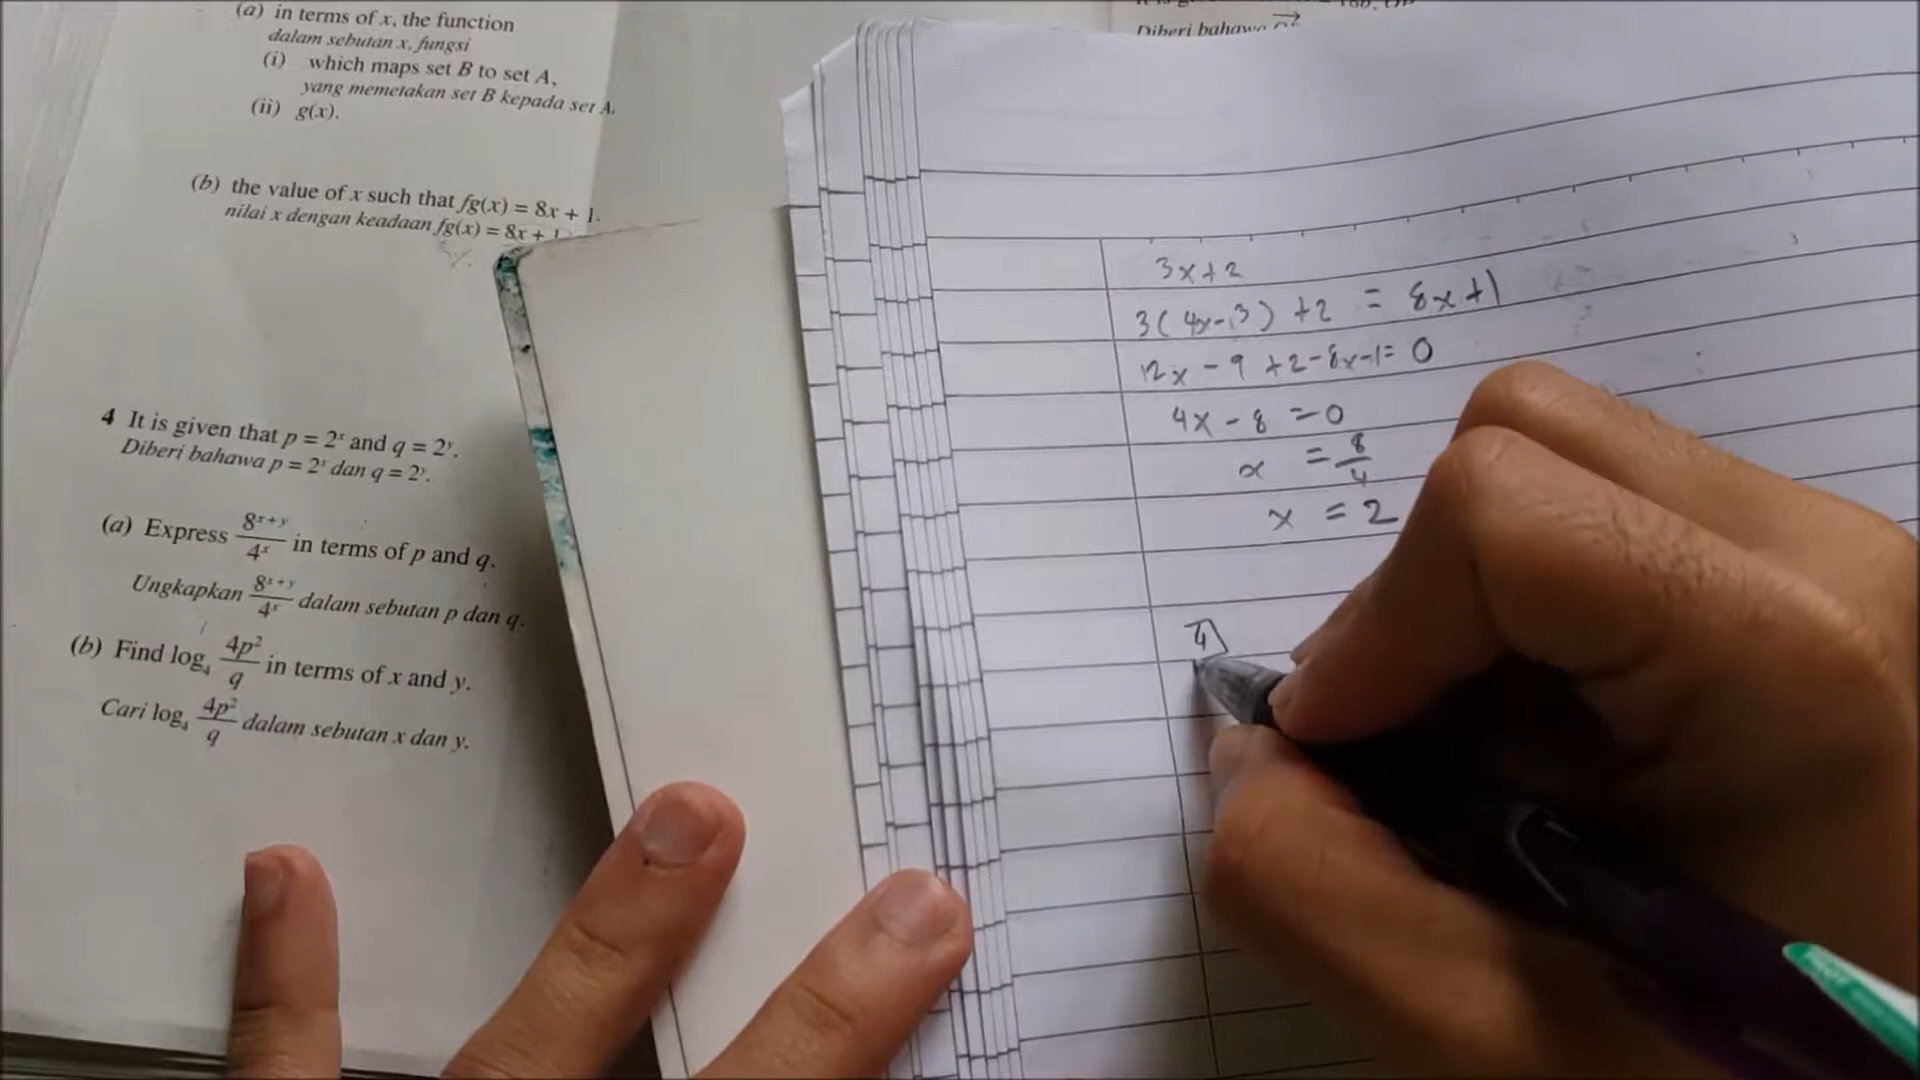 (a) in terms of x, the function
dalam sebutan x, fungsi
(i) which maps set B to set A,
yang memetakan set B kepada set A.
(ii) g(x).
(b) the value of x such that fg(x) = 8x + 1.
nilai x dengan keadaan fg(x) = 8x + 1
4 It is given that p = 2ˣ and q = 2ʸ.
Diberi bahawa p = 2ˣ dan q = 2ʸ.
(a) Express 8ˣ⁺ʸ/4ˣ in terms of p and q.
Ungkapkan 8ˣ⁺ʸ/4ˣ dalam sebutan p dan q.
(b) Find log₄ 4p²/q in terms of x and y.
Cari log₄ 4p²/q dalam sebutan x dan y.
Diberi bahawa
3x+2
3(4x-3) +2 = 8x+1
12x - 9 +2-8x-1= 0
4x - 8 = 0
x = 8/4
x = 2
4